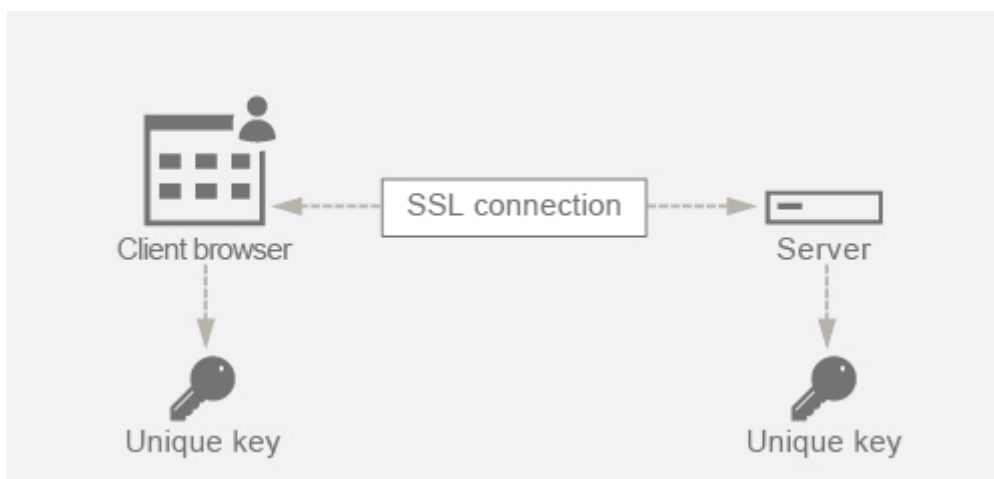 SSL connection
Client browser
Server
Unique key
Unique key